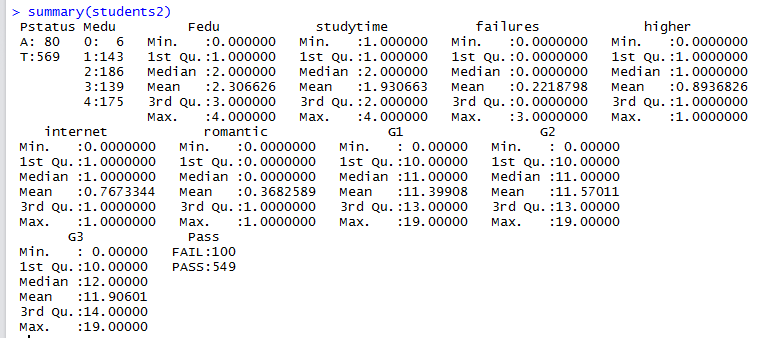 > summary(students2)
Pstatus Medu Fedu studytime failures higher
A: 80 0: 6 Min. :0.000000 Min. :1.000000 Min. :0.0000000 Min. :0.0000000
T:569 1:143 1st Qu.:1.000000 1st Qu.:1.000000 1st Qu.:0.0000000 1st Qu.:1.0000000
2:186 Median :2.000000 Median :2.000000 Median :0.0000000 Median :1.0000000
3:139 Mean :2.306626 Mean :1.930663 Mean :0.2218798 Mean :0.8936826
4:175 3rd Qu.:3.000000 3rd Qu.:2.000000 3rd Qu.:0.0000000 3rd Qu.:1.0000000
Max. :4.000000 Max. :4.000000 Max. :3.0000000 Max. :1.0000000
internet romantic G1 G2
Min. :0.0000000 Min. :0.0000000 Min. : 0.00000 Min. : 0.00000
1st Qu.:1.0000000 1st Qu.:0.0000000 1st Qu.:10.00000 1st Qu.:10.00000
Median :1.0000000 Median :0.0000000 Median :11.00000 Median :11.00000
Mean :0.7673344 Mean :0.3682589 Mean :11.39908 Mean :11.57011
3rd Qu.:1.0000000 3rd Qu.:1.0000000 3rd Qu.:13.00000 3rd Qu.:13.00000
Max. :1.0000000 Max. :1.0000000 Max. :19.00000 Max. :19.00000
G3 Pass
Min. : 0.00000 FAIL:100
1st Qu.:10.00000 PASS:549
Median :12.00000
Mean :11.90601
3rd Qu.:14.00000
Max. :19.00000